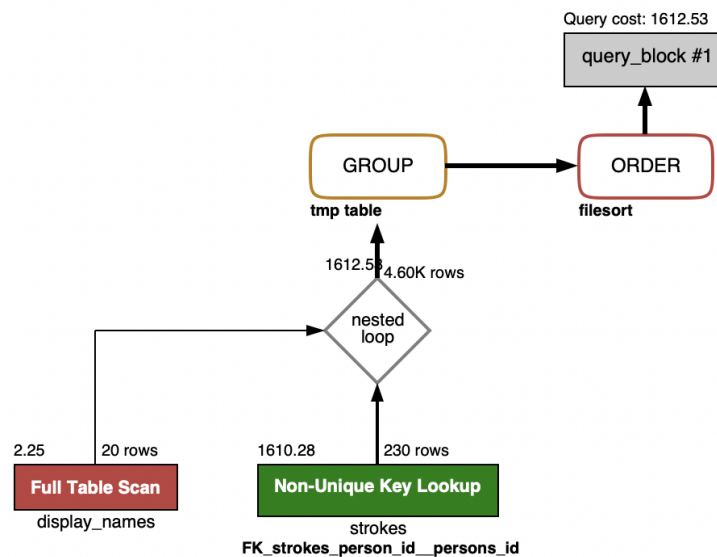 Query cost: 1612.53
query_block #1
GROUP
ORDER
tmp table
filesort
1612.53
4.60K rows
nested
loop
2.25
20 rows
1610.28
230 rows
Full Table Scan
Non-Unique Key Lookup
display_names
strokes
FK_strokes_person_id__persons_id